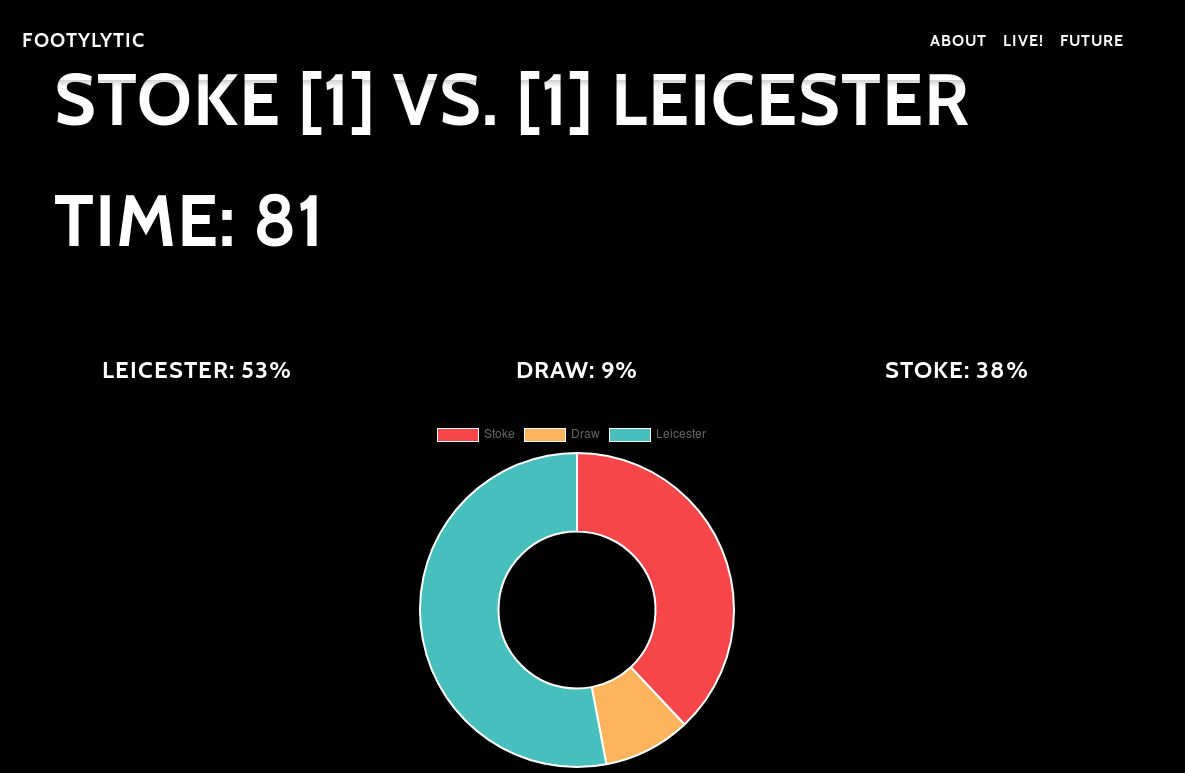 FOOTYLYTIC
ABOUT LIVE! FUTURE
STOKE [1] VS. [1] LEICESTER
TIME: 81
LEICESTER: 53% DRAW: 9% STOKE: 38%
Stoke Draw Leicester